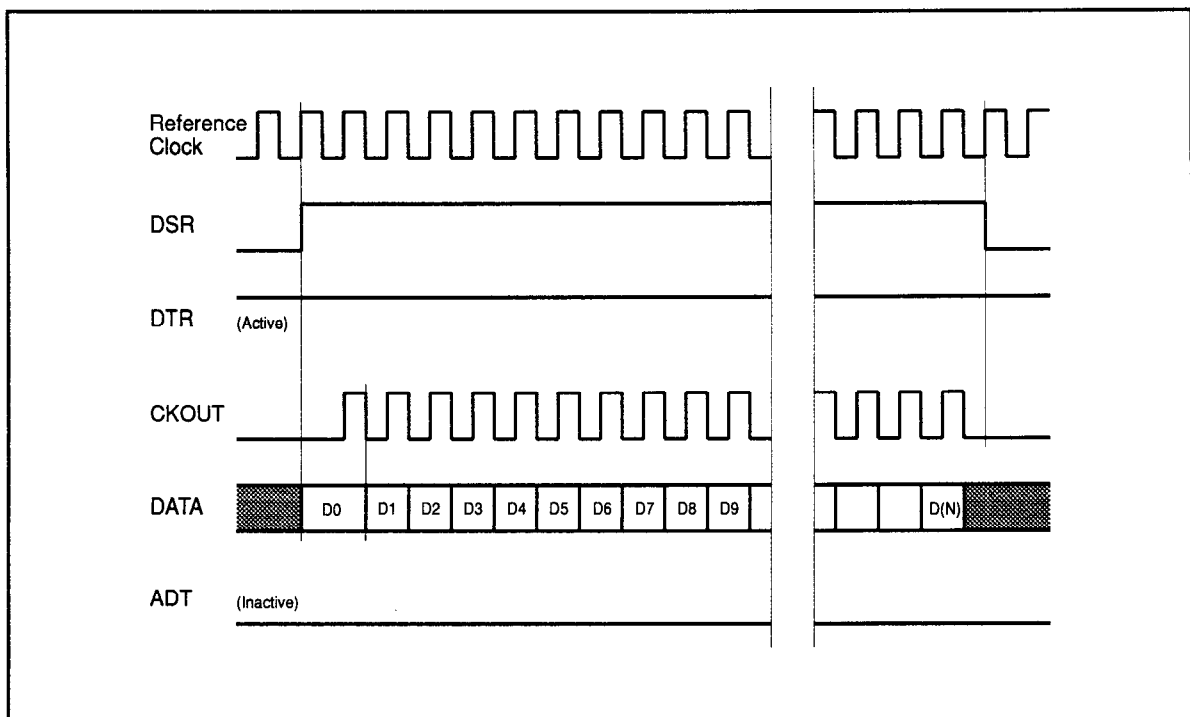 Reference
Clock
DSR
DTR
(Active)
CKOUT
DATA
D0 D1 D2 D3 D4 D5 D6 D7 D8 D9 D(N)
ADT
(Inactive)